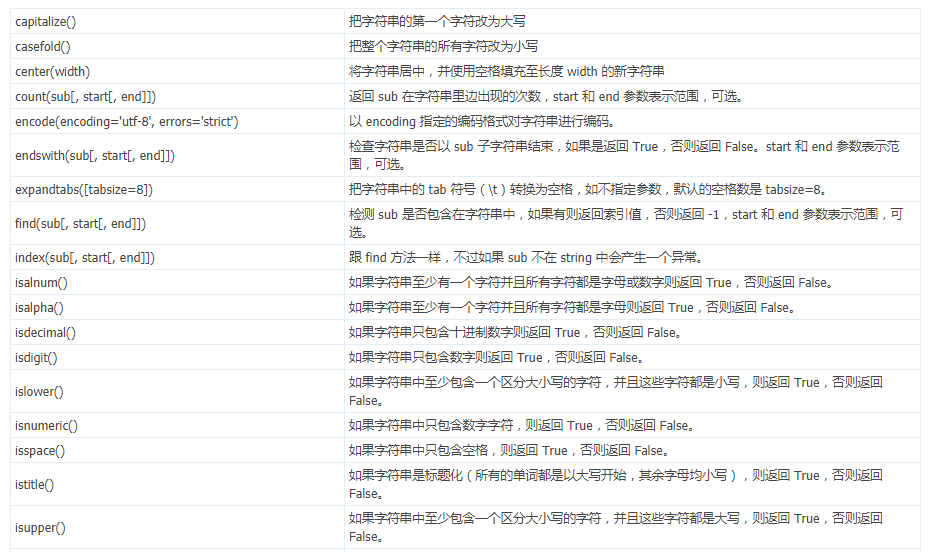 capitalize() 把字符串的第一个字符改为大写
casefold() 把整个字符串的所有字符改为小写
center(width) 将字符串居中，并使用空格填充至长度 width 的新字符串
count(sub[, start[, end]]) 返回 sub 在字符串里边出现的次数，start 和 end 参数表示范围，可选。
encode(encoding='utf-8', errors='strict') 以 encoding 指定的编码格式对字符串进行编码。
endswith(sub[, start[, end]]) 检查字符串是否以 sub 子字符串结束，如果是返回 True，否则返回 False。start 和 end 参数表示范
围，可选。
expandtabs([tabsize=8]) 把字符串中的 tab 符号（\t）转换为空格，如不指定参数，默认的空格数是 tabsize=8。
find(sub[, start[, end]]) 检测 sub 是否包含在字符串中，如果有则返回索引值，否则返回 -1，start 和 end 参数表示范围，可
选。
index(sub[, start[, end]]) 跟 find 方法一样，不过如果 sub 不在 string 中会产生一个异常。
isalnum() 如果字符串至少有一个字符并且所有字符都是字母或数字则返回 True，否则返回 False。
isalpha() 如果字符串至少有一个字符并且所有字符都是字母则返回 True，否则返回 False。
isdecimal() 如果字符串只包含十进制数字则返回 True，否则返回 False。
isdigit() 如果字符串只包含数字则返回 True，否则返回 False。
islower() 如果字符串中至少包含一个区分大小写的字符，并且这些字符都是小写，则返回 True，否则返回
False。
isnumeric() 如果字符串中只包含数字字符，则返回 True，否则返回 False。
isspace() 如果字符串中只包含空格，则返回 True，否则返回 False。
istitle() 如果字符串是标题化（所有的单词都是以大写开始，其余字母均小写），则返回 True，否则返回
False。
isupper() 如果字符串中至少包含一个区分大小写的字符，并且这些字符都是大写，则返回 True，否则返回
False。